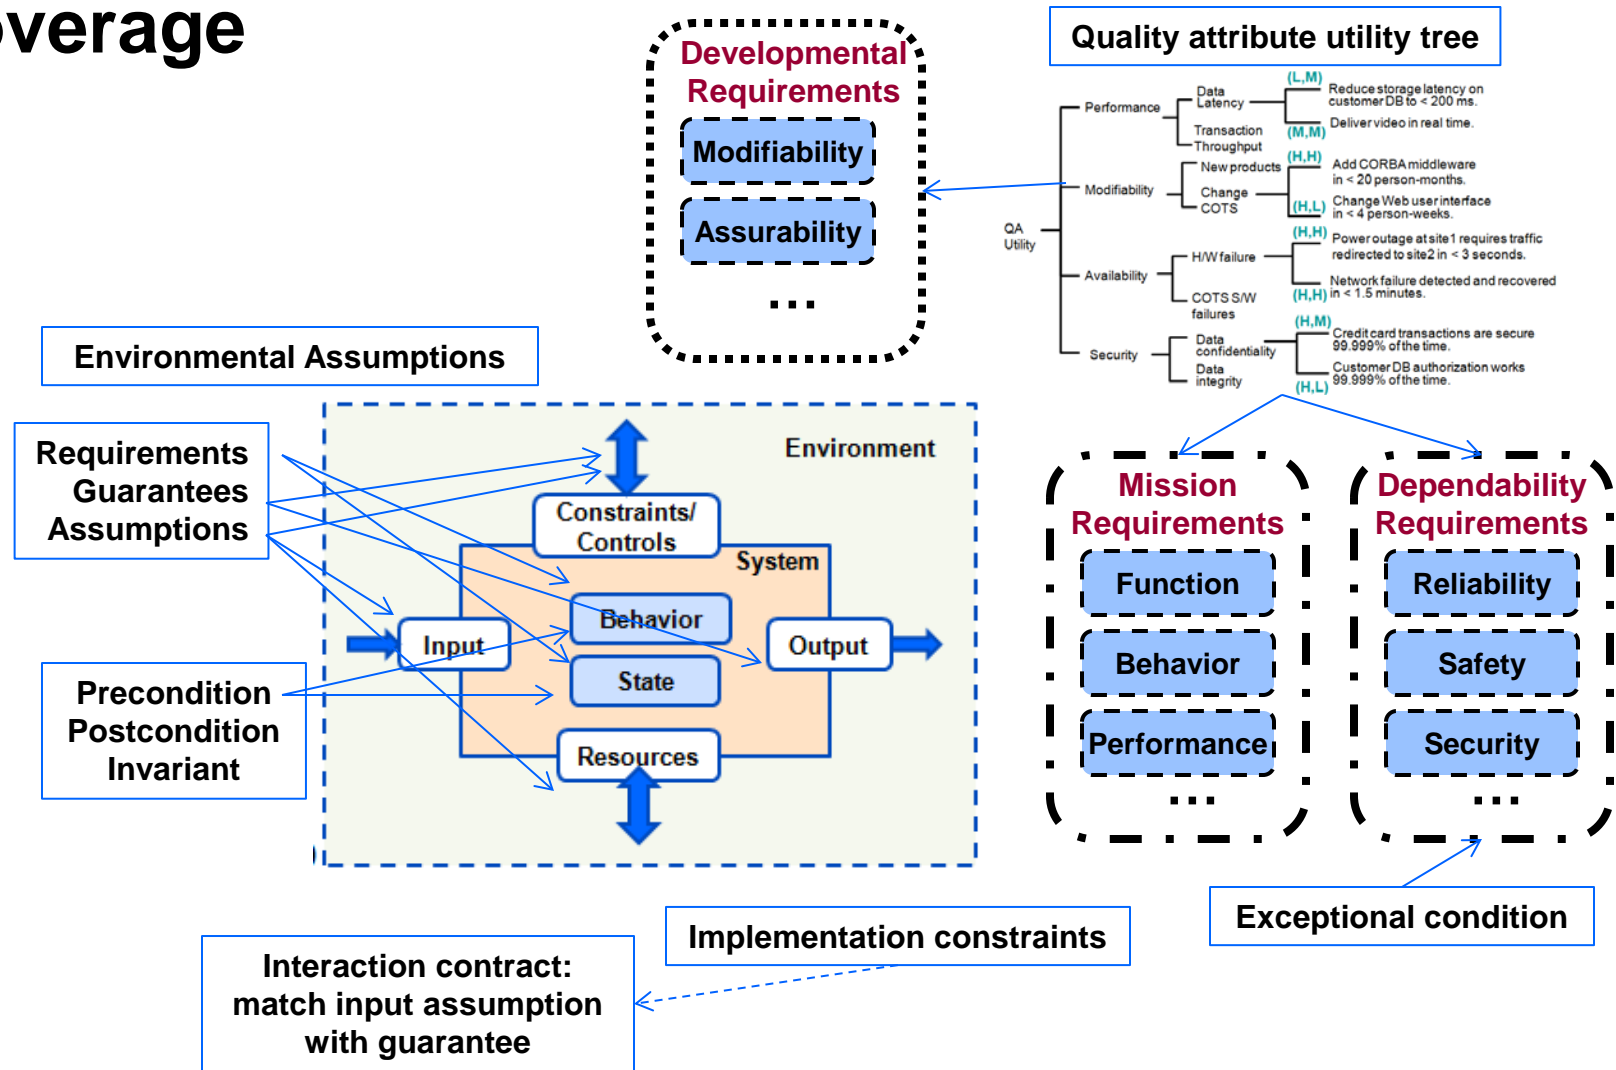 overage
Developmental
Requirements
Modifiability
Assurability
...
Quality attribute utility tree
QA
Utility
Performance
Data
Latency
(L,M)
Reduce storage latency on
customer DB to < 200 ms.
Deliver video in real time.
(M,M)
Transaction
Throughput
Modifiability
New products
Change
COTS
(H,H)
Add CORBA middleware
in < 20 person-months.
(H,L)
Change Web user interface
in < 4 person-weeks.
Availability
H/W failure
(H,H)
Power outage at site1 requires traffic
redirected to site2 in < 3 seconds.
Network failure detected and recovered
(H,H) in < 1.5 minutes.
COTS S/W
failures
Security
Data
confidentiality
Data
integrity
(H,M)
Credit card transactions are secure
99.999% of the time.
Customer DB authorization works
99.999% of the time.
(H,L)
Environmental Assumptions
Requirements
Guarantees
Assumptions
Precondition
Postcondition
Invariant
Environment
Constraints/
Controls
System
Behavior
Input
State
Output
Resources
Mission
Requirements
Function
Behavior
Performance
...
Dependability
Requirements
Reliability
Safety
Security
...
Exceptional condition
Implementation constraints
Interaction contract:
match input assumption
with guarantee